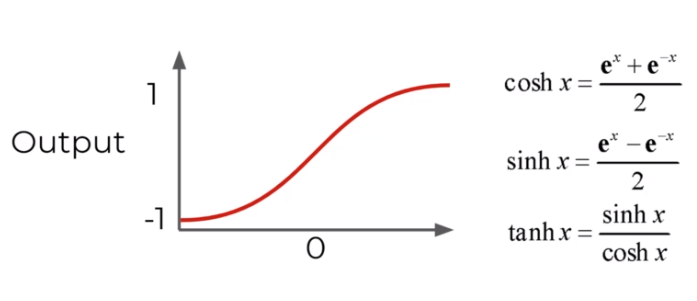 1
Output
-1
0
cosh x = (e^x + e^-x) / 2
sinh x = (e^x - e^-x) / 2
tanh x = sinh x / cosh x